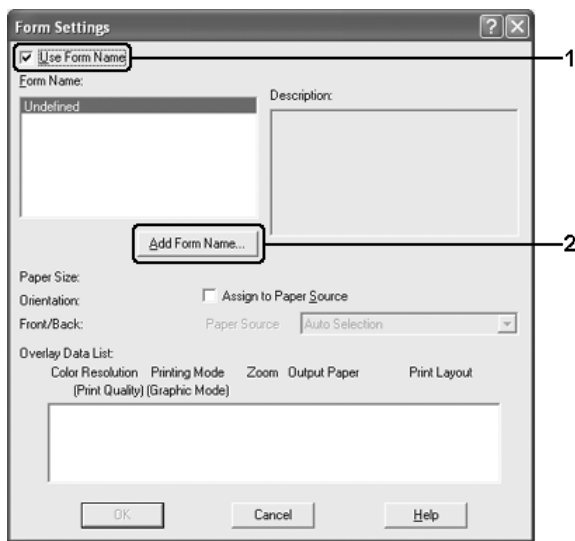 Form Settings
Use Form Name
1
Form Name:
Description:
Undefined
Add Form Name...
2
Paper Size:
Orientation:
Assign to Paper Source
Front/Back:
Paper Source
Auto Selection
Overlay Data List:
Color Resolution Printing Mode Zoom Output Paper Print Layout
(Print Quality) (Graphic Mode)
OK
Cancel
Help